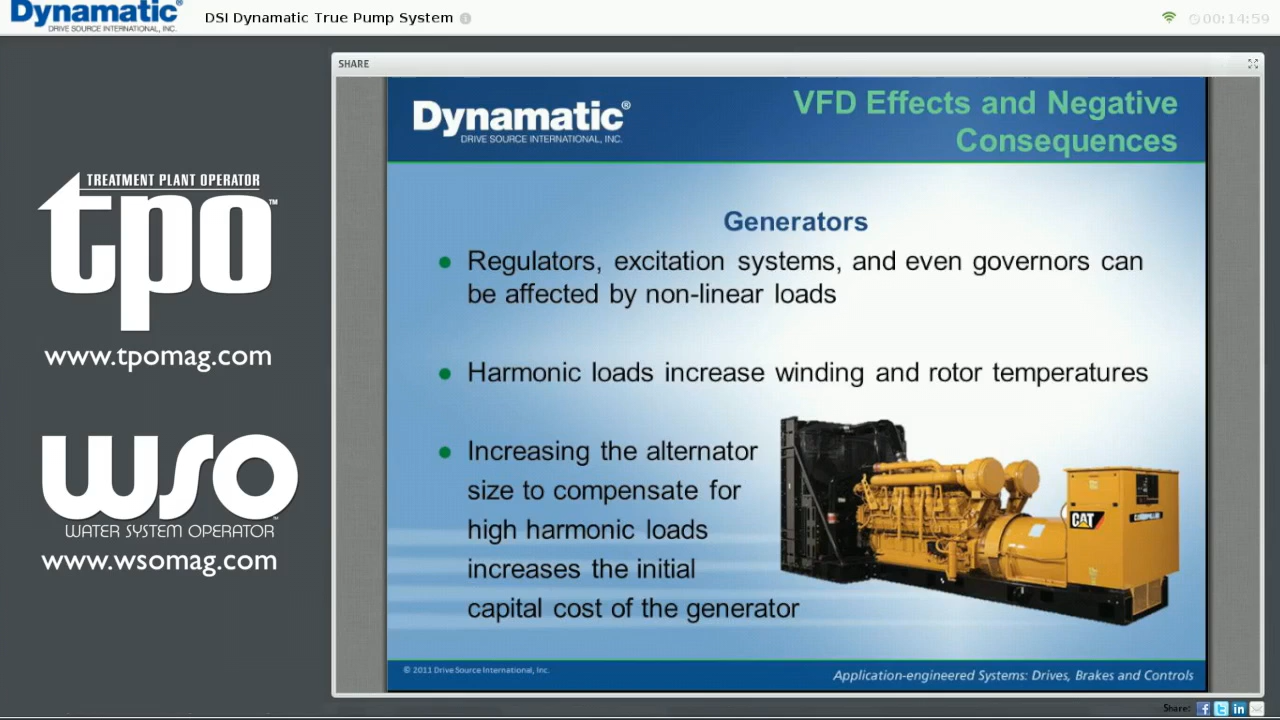 Dynamatic®
DRIVE SOURCE INTERNATIONAL, INC.
DSI Dynamatic True Pump System
00:14:59
SHARE
Dynamatic®
DRIVE SOURCE INTERNATIONAL, INC.
VFD Effects and Negative
Consequences
TREATMENT PLANT OPERATOR
tpo™
www.tpomag.com
wso
WATER SYSTEM OPERATOR
www.wsomag.com
Generators
Regulators, excitation systems, and even governors can
be affected by non-linear loads
Harmonic loads increase winding and rotor temperatures
Increasing the alternator
size to compensate for
high harmonic loads
increases the initial
capital cost of the generator
CAT
© 2011 Drive Source International, Inc.
Application-engineered Systems: Drives, Brakes and Controls
Share: